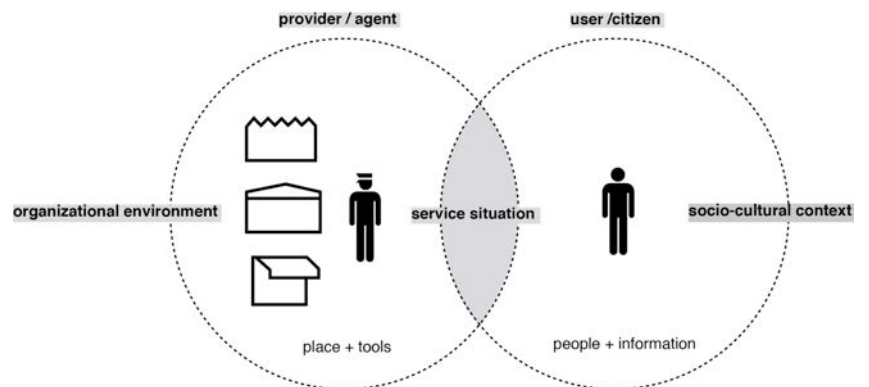 provider / agent
user /citizen
organizational environment
service situation
socio-cultural context
place + tools
people + information